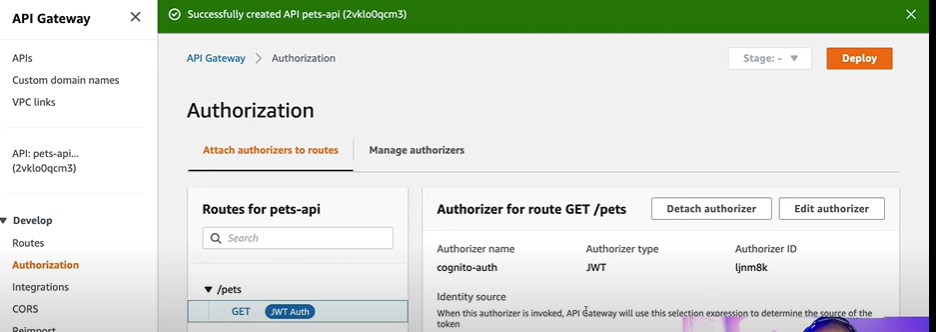 API Gateway
Successfully created API pets-api (2vklo0qcm3)
APIs
Custom domain names
VPC links
API: pets-api...
(2vklo0qcm3)
Develop
Routes
Authorization
Integrations
CORS
Reimport
API Gateway > Authorization
Stage: -
Deploy
Authorization
Attach authorizers to routes
Manage authorizers
Routes for pets-api
Search
/pets
GET JWT Auth
Authorizer for route GET /pets
Detach authorizer
Edit authorizer
Authorizer name
cognito-auth
Authorizer type
JWT
Authorizer ID
ljnm8k
Identity source
When this authorizer is invoked, API Gateway will use this selection expression to determine the source of the
token